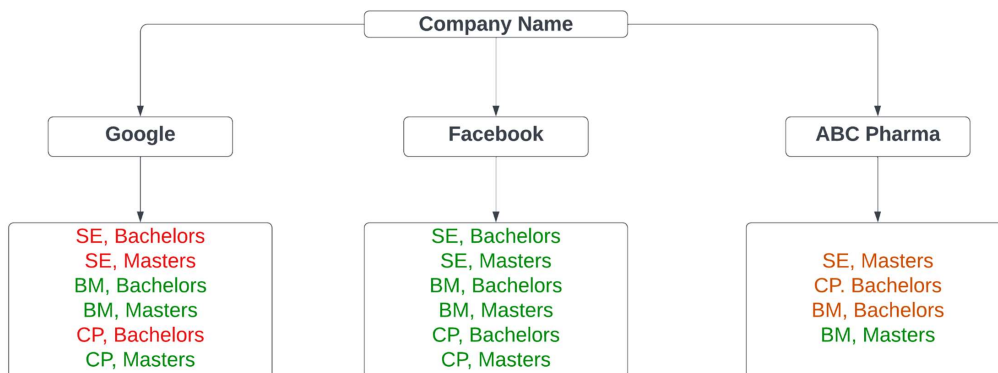 Company Name
Google
Facebook
ABC Pharma
SE, Bachelors
SE, Masters
BM, Bachelors
BM, Masters
CP, Bachelors
CP, Masters
SE, Bachelors
SE, Masters
BM, Bachelors
BM, Masters
CP, Bachelors
CP, Masters
SE, Masters
CP. Bachelors
BM, Bachelors
BM, Masters